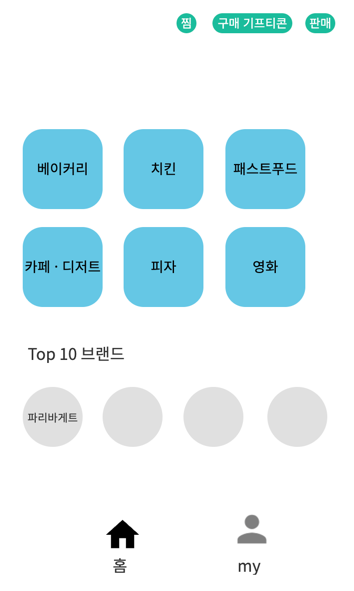 찜 구매 기프티콘 판매
베이커리 치킨 패스트푸드
카페 · 디저트 피자 영화
Top 10 브랜드
파리바게트
홈 my